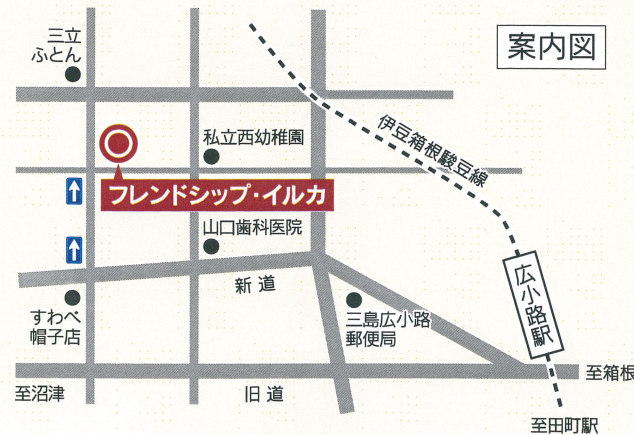 案内図
三立
ふとん
伊豆箱根駿豆線
私立西幼稚園
フレンドシップ・イルカ
山口歯科医院
新道
広小路駅
すわべ
帽子店
三島広小路
郵便局
至箱根
至沼津
旧道
至田町駅